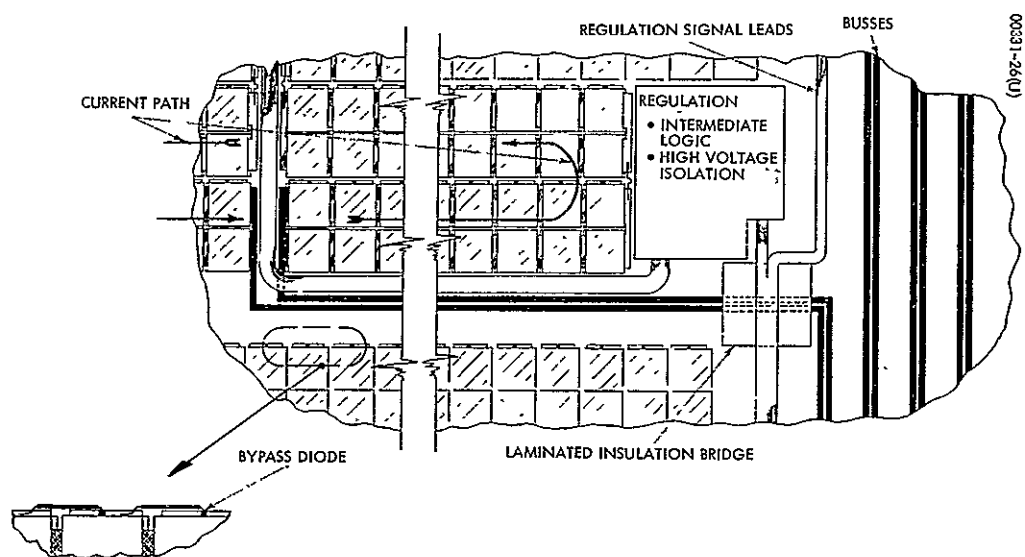 REGULATION SIGNAL LEADS
BUSSES
00331-26(U)
CURRENT PATH
REGULATION
• INTERMEDIATE
LOGIC
• HIGH VOLTAGE
ISOLATION
LAMINATED INSULATION BRIDGE
BYPASS DIODE